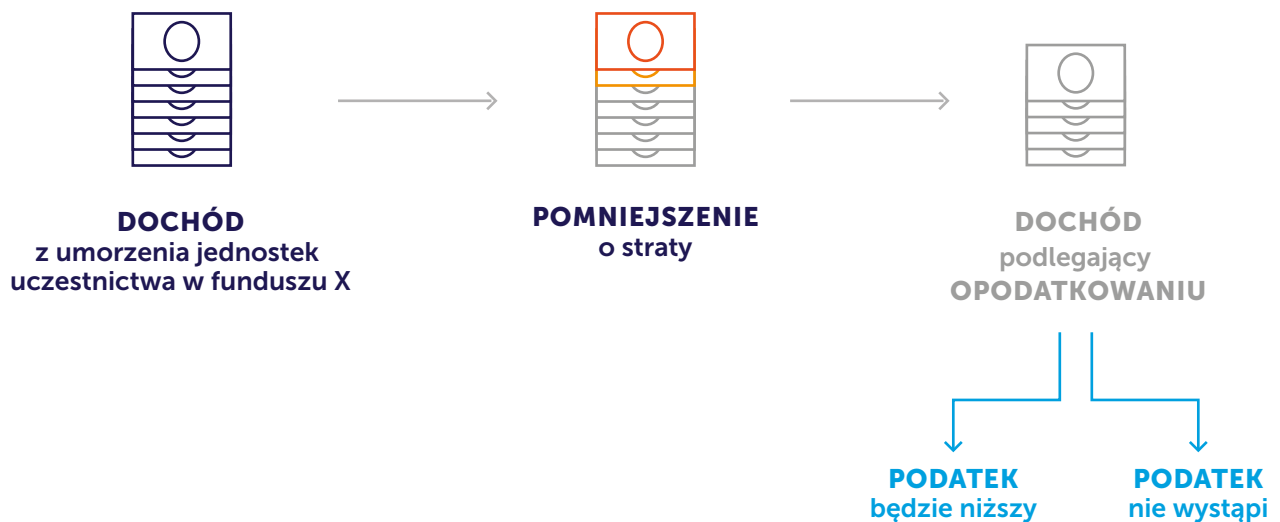 DOCHÓD
z umorzenia jednostek
uczestnictwa w funduszu X
POMNIEJSZENIE
o straty
DOCHÓD
podlegający
OPODATKOWANIU
PODATEK
będzie niższy
PODATEK
nie wystąpi